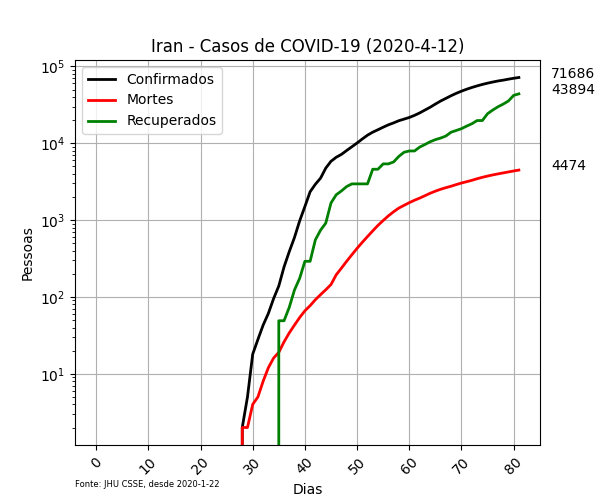 Iran - Casos de COVID-19 (2020-4-12)
Confirmados
Mortes
Recuperados
71686
43894
4474
10^5
10^4
10^3
10^2
10^1
Pessoas
0 10 20 30 40 50 60 70 80
Dias
Fonte: JHU CSSE, desde 2020-1-22